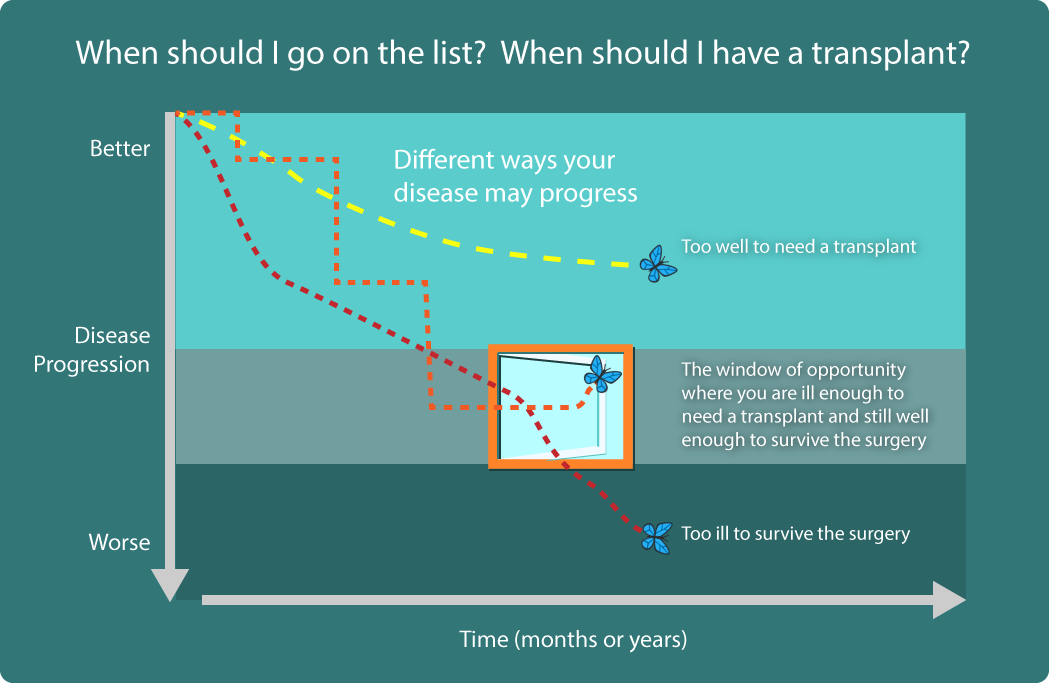 When should I go on the list?  When should I have a transplant?
Better
Different ways your
disease may progress
Too well to need a transplant
Disease
Progression
The window of opportunity
where you are ill enough to
need a transplant and still well
enough to survive the surgery
Worse
Too ill to survive the surgery
Time (months or years)